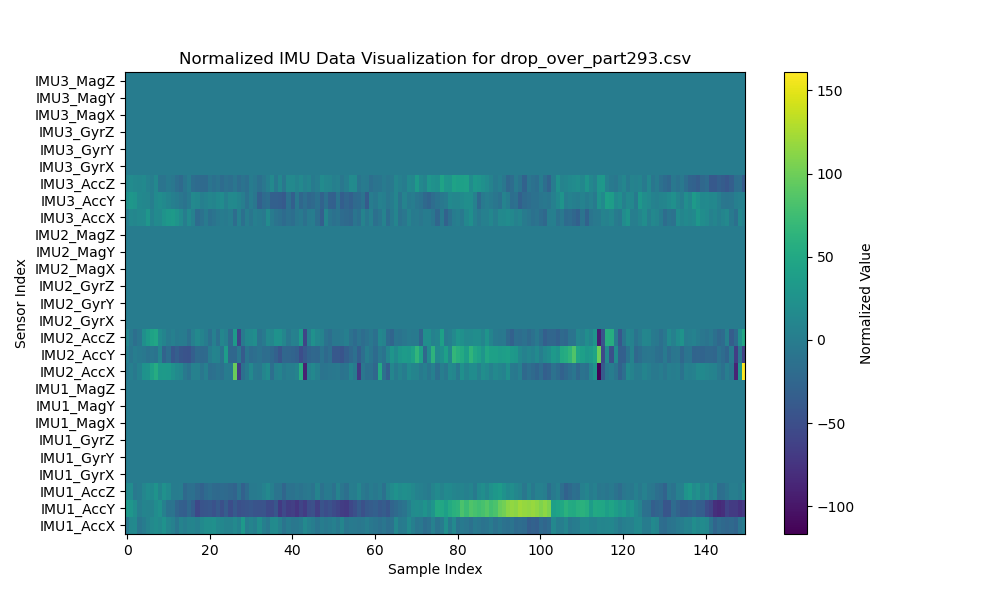 Normalized IMU Data Visualization for drop_over_part293.csv
IMU3_MagZ
IMU3_MagY
IMU3_MagX
IMU3_GyrZ
IMU3_GyrY
IMU3_GyrX
IMU3_AccZ
IMU3_AccY
IMU3_AccX
IMU2_MagZ
IMU2_MagY
IMU2_MagX
IMU2_GyrZ
IMU2_GyrY
IMU2_GyrX
IMU2_AccZ
IMU2_AccY
IMU2_AccX
IMU1_MagZ
IMU1_MagY
IMU1_MagX
IMU1_GyrZ
IMU1_GyrY
IMU1_GyrX
IMU1_AccZ
IMU1_AccY
IMU1_AccX
Sensor Index
0 20 40 60 80 100 120 140
Sample Index
150
100
50
0
−50
−100
Normalized Value